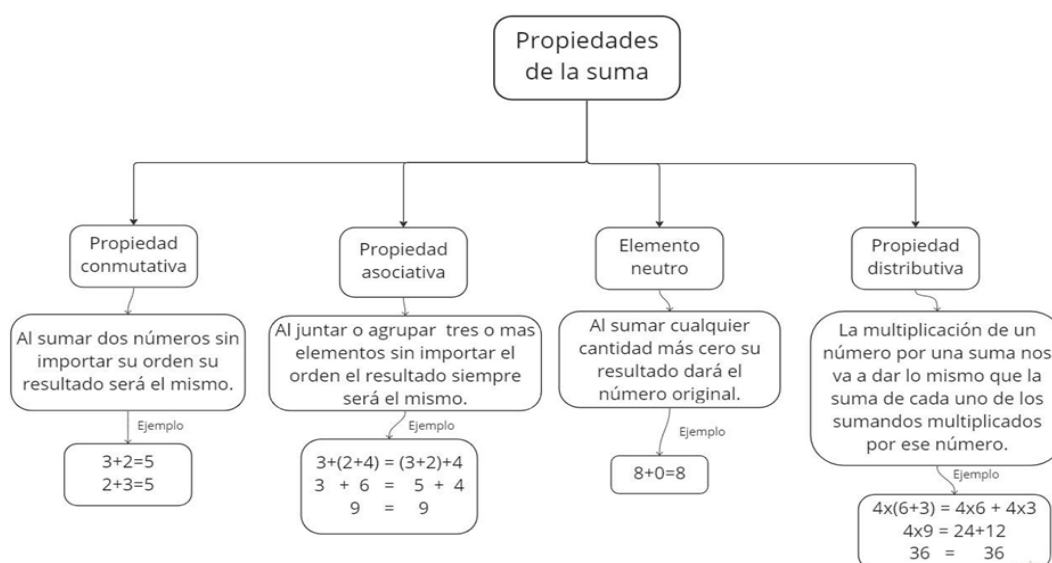 Propiedades
de la suma
Propiedad
conmutativa
Al sumar dos números sin
importar su orden su
resultado será el mismo.
Ejemplo
3+2=5
2+3=5
Propiedad
asociativa
Al juntar o agrupar tres o mas
elementos sin importar el
orden el resultado siempre
será el mismo.
Ejemplo
3+(2+4) = (3+2)+4
3 + 6 = 5 + 4
9 = 9
Elemento
neutro
Al sumar cualquier
cantidad más cero su
resultado dará el
número original.
Ejemplo
8+0=8
Propiedad
distributiva
La multiplicación de un
número por una suma nos
va a dar lo mismo que la
suma de cada uno de los
sumandos multiplicados
por ese número.
Ejemplo
4x(6+3) = 4x6 + 4x3
4x9 = 24+12
36 = 36